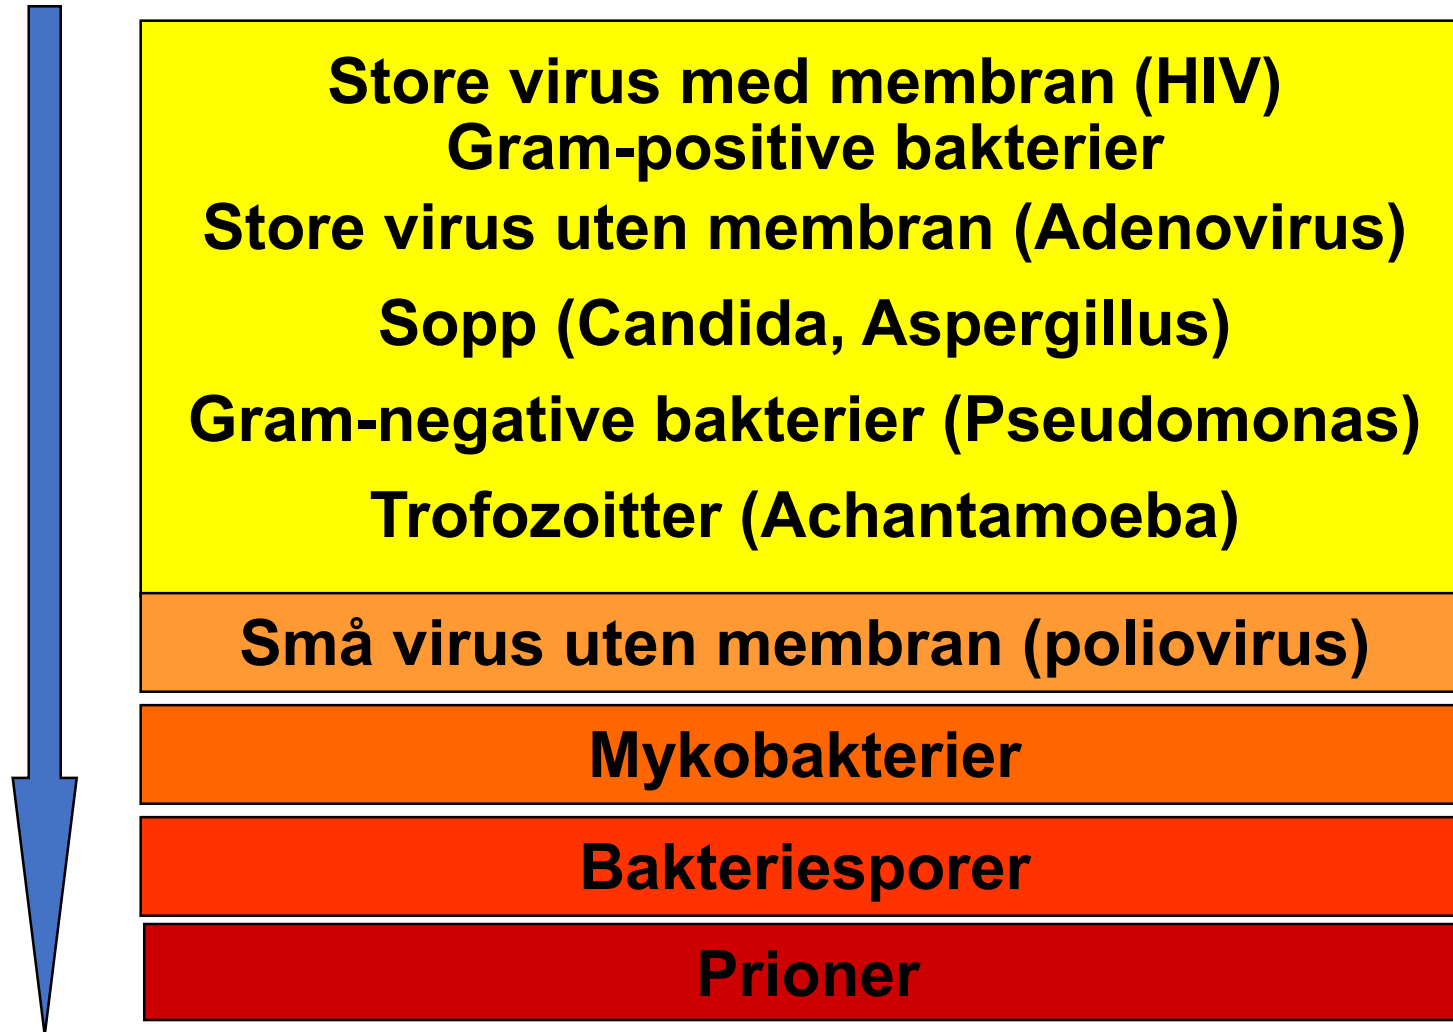 Store virus med membran (HIV)
Gram-positive bakterier
Store virus uten membran (Adenovirus)
Sopp (Candida, Aspergillus)
Gram-negative bakterier (Pseudomonas)
Trofozoitter (Achantamoeba)
Små virus uten membran (poliovirus)
Mykobakterier
Bakteriesporer
Prioner